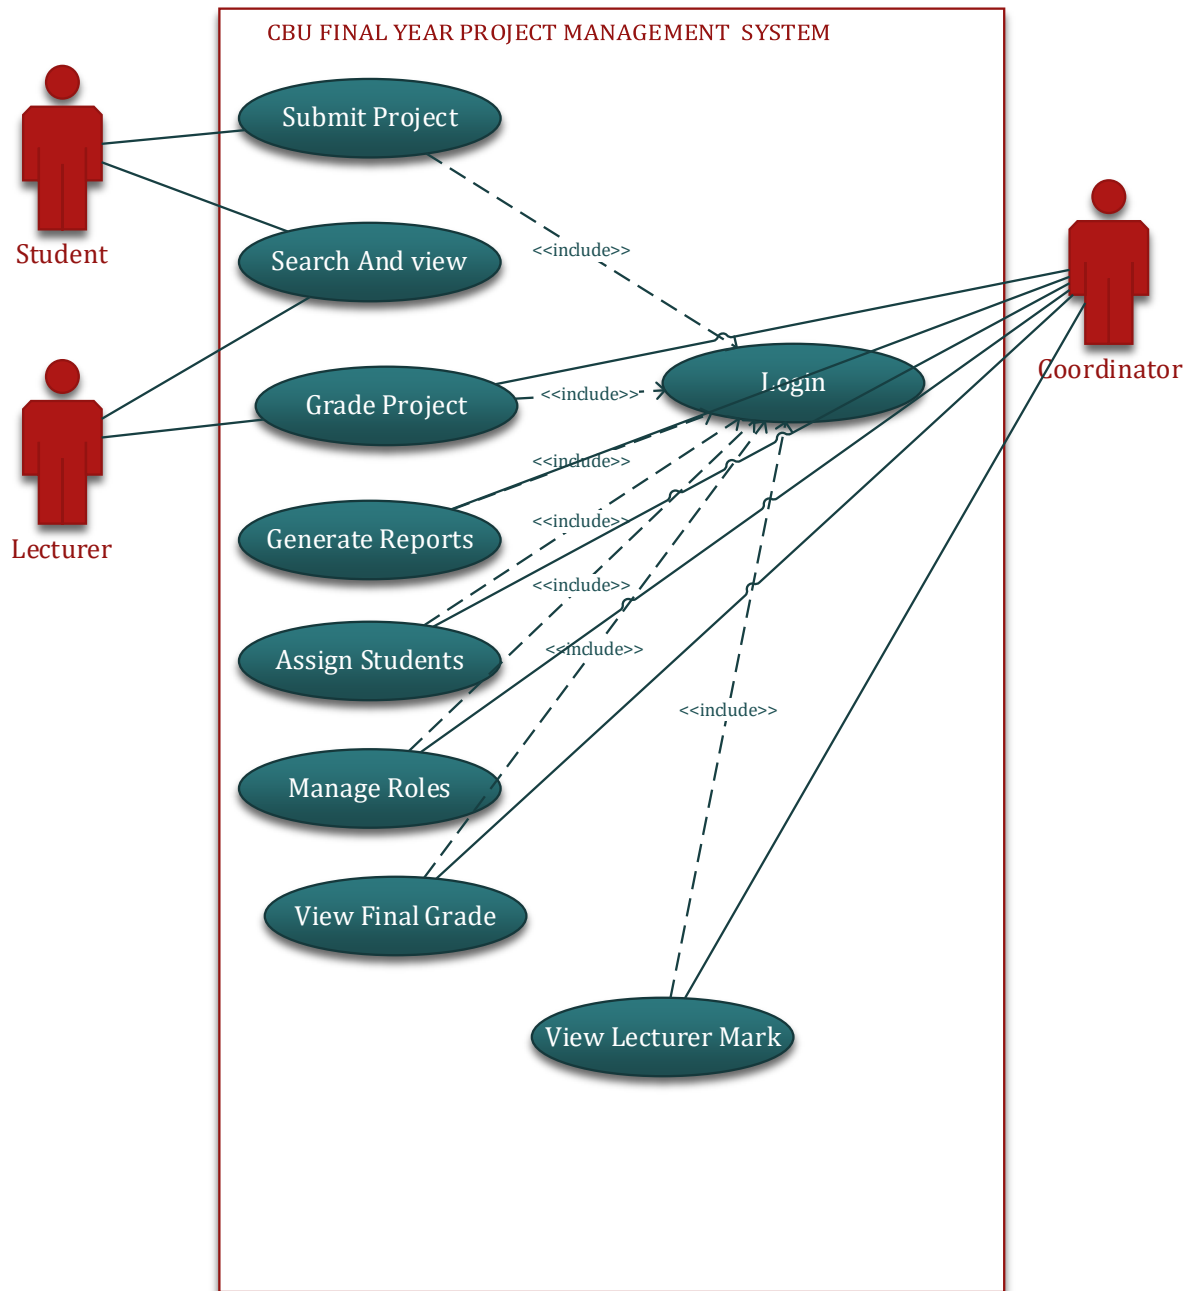 CBU FINAL YEAR PROJECT MANAGEMENT  SYSTEM
Submit Project
Student
Search And view
<<include>>
Coordinator
Login
Grade Project
<<include>>
<<include>>
Lecturer
Generate Reports
<<include>>
<<include>>
Assign Students
<<include>>
<<include>>
Manage Roles
View Final Grade
View Lecturer Mark